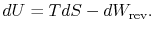 dU = TdS − dW_rev.